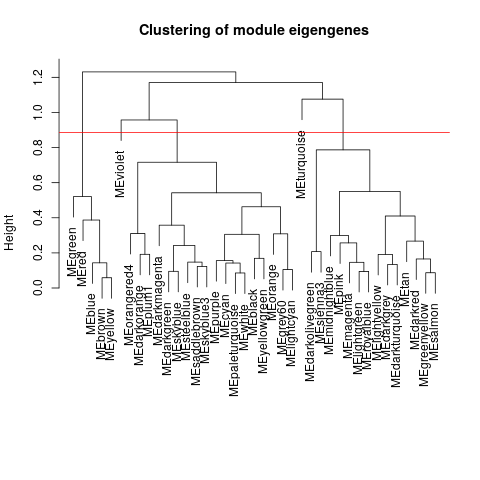 Clustering of module eigengenes
Height
0.0
0.2
0.4
0.6
0.8
1.0
1.2
MEgreen
MEred
MEblue
MEbrown
MEyellow
MEviolet
MEorangered4
MEdarkorange
MEplum1
MEdarkmagenta
MEdarkgreen
MEskyblue
MEsteelblue
MEsaddlebrown
MEskyblue3
MEpurple
MEcyan
MEpaleturquoise
MEwhite
MEblack
MEyellowgreen
MEorange
MEgrey60
MElightcyan
MEturquoise
MEdarkolivegreen
MEsienna3
MEmidnightblue
MEpink
MEmagenta
MElightgreen
MEroyalblue
MElightyellow
MEdarkgrey
MEdarkturquoise
MEtan
MEdarkred
MEgreenyellow
MEsalmon